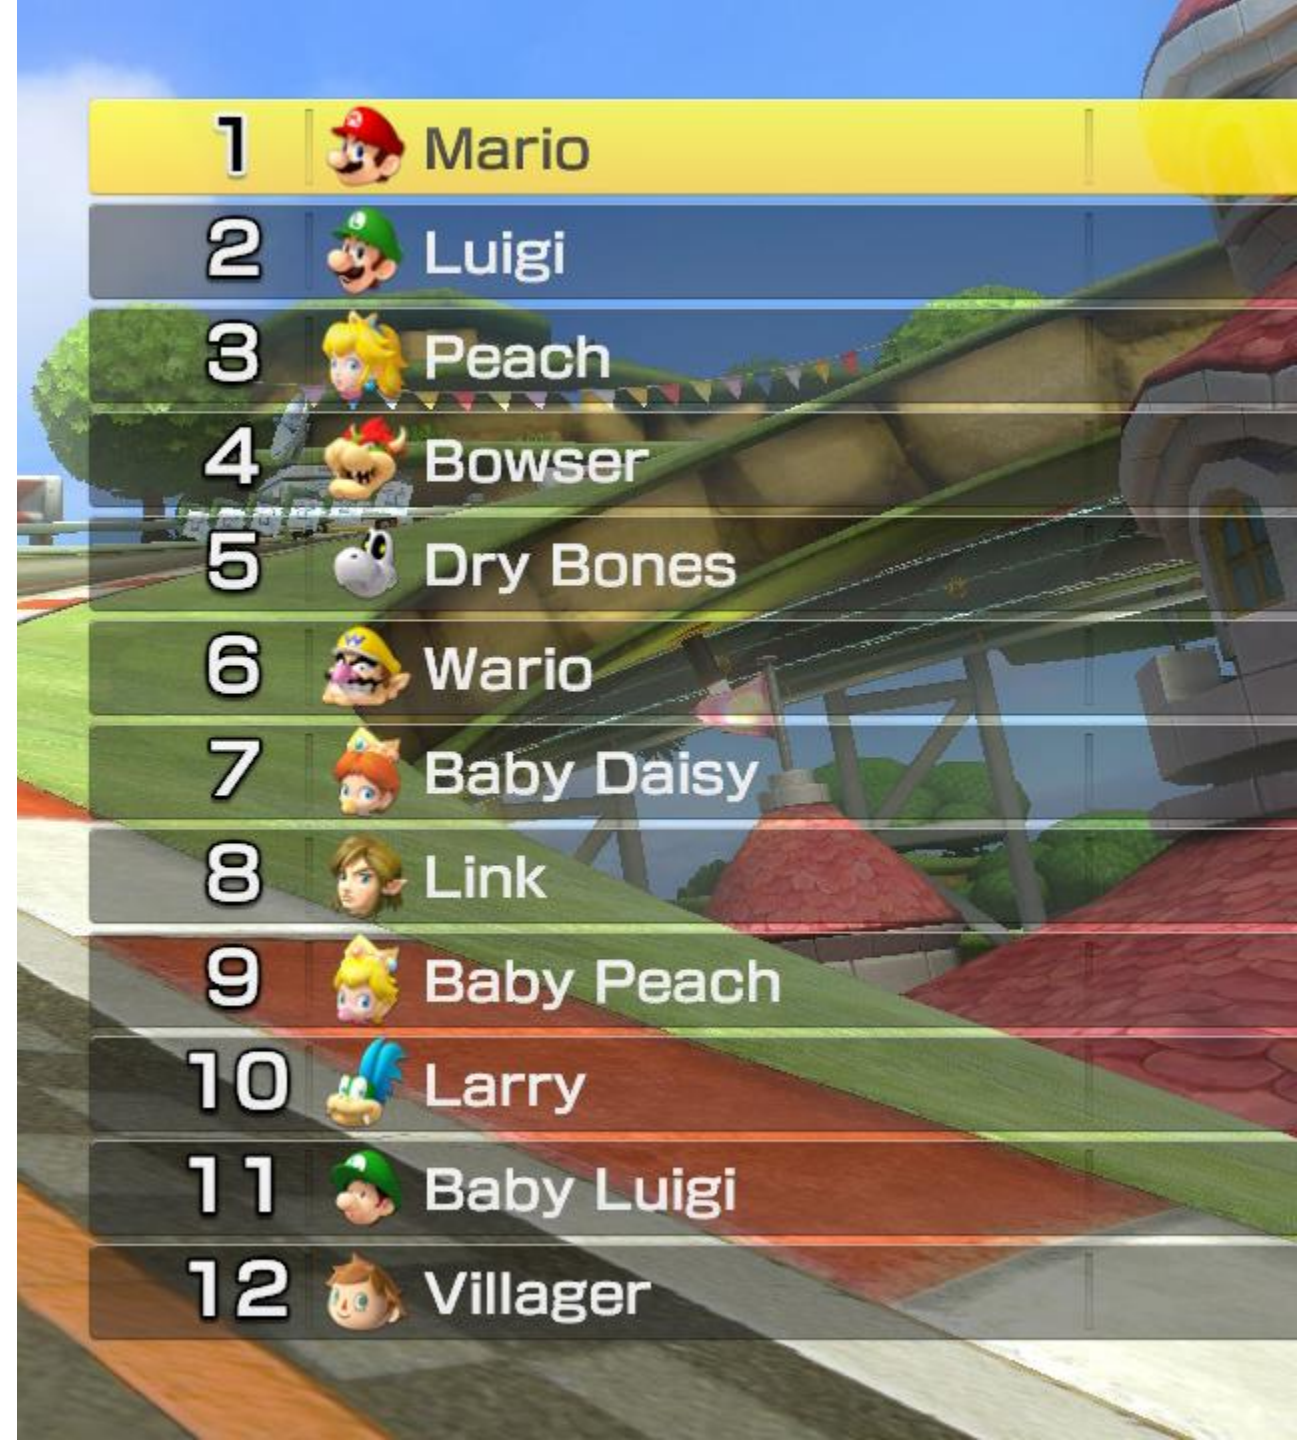 1 Mario
2 Luigi
3 Peach
4 Bowser
5 Dry Bones
6 Wario
7 Baby Daisy
8 Link
9 Baby Peach
10 Larry
11 Baby Luigi
12 Villager